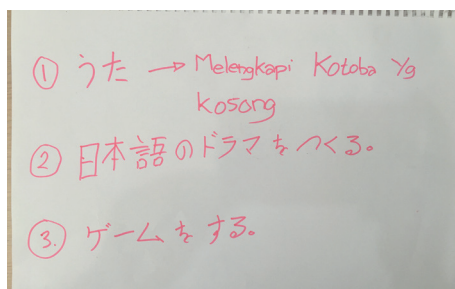 ① うた → Melengkapi Kotoba Yg
Kosong
② 日本語のドラマをつくる。
③. ゲームをする。